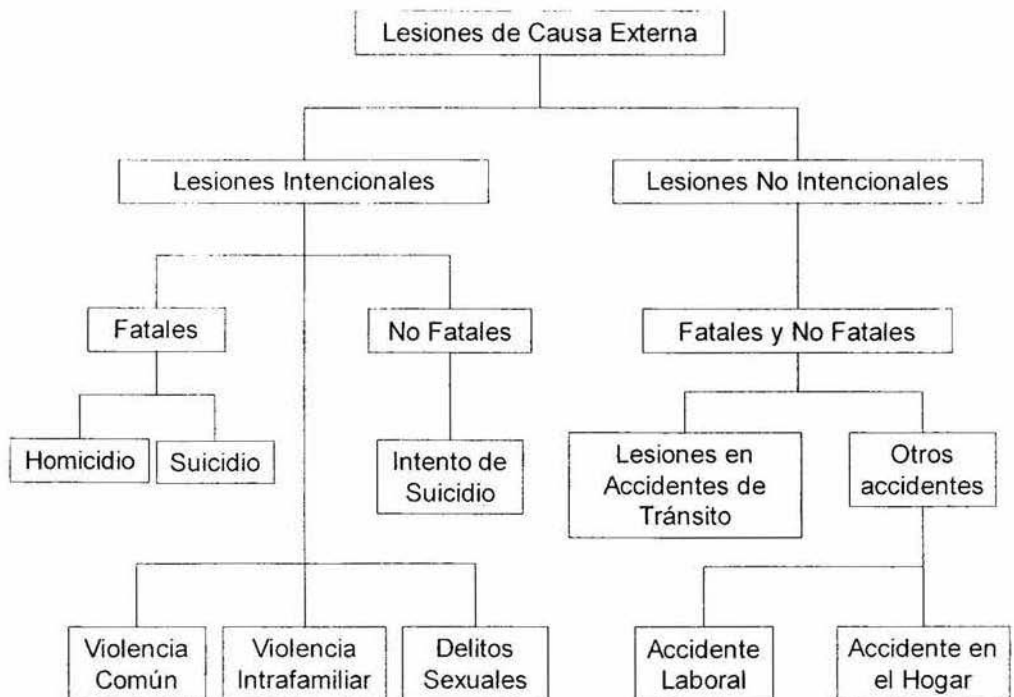 Lesiones de Causa Externa
Lesiones Intencionales
Lesiones No Intencionales
Fatales
No Fatales
Fatales y No Fatales
Homicidio
Suicidio
Intento de
Suicidio
Lesiones en
Accidentes de
Tránsito
Otros
accidentes
Violencia
Común
Violencia
Intrafamiliar
Delitos
Sexuales
Accidente
Laboral
Accidente en
el Hogar